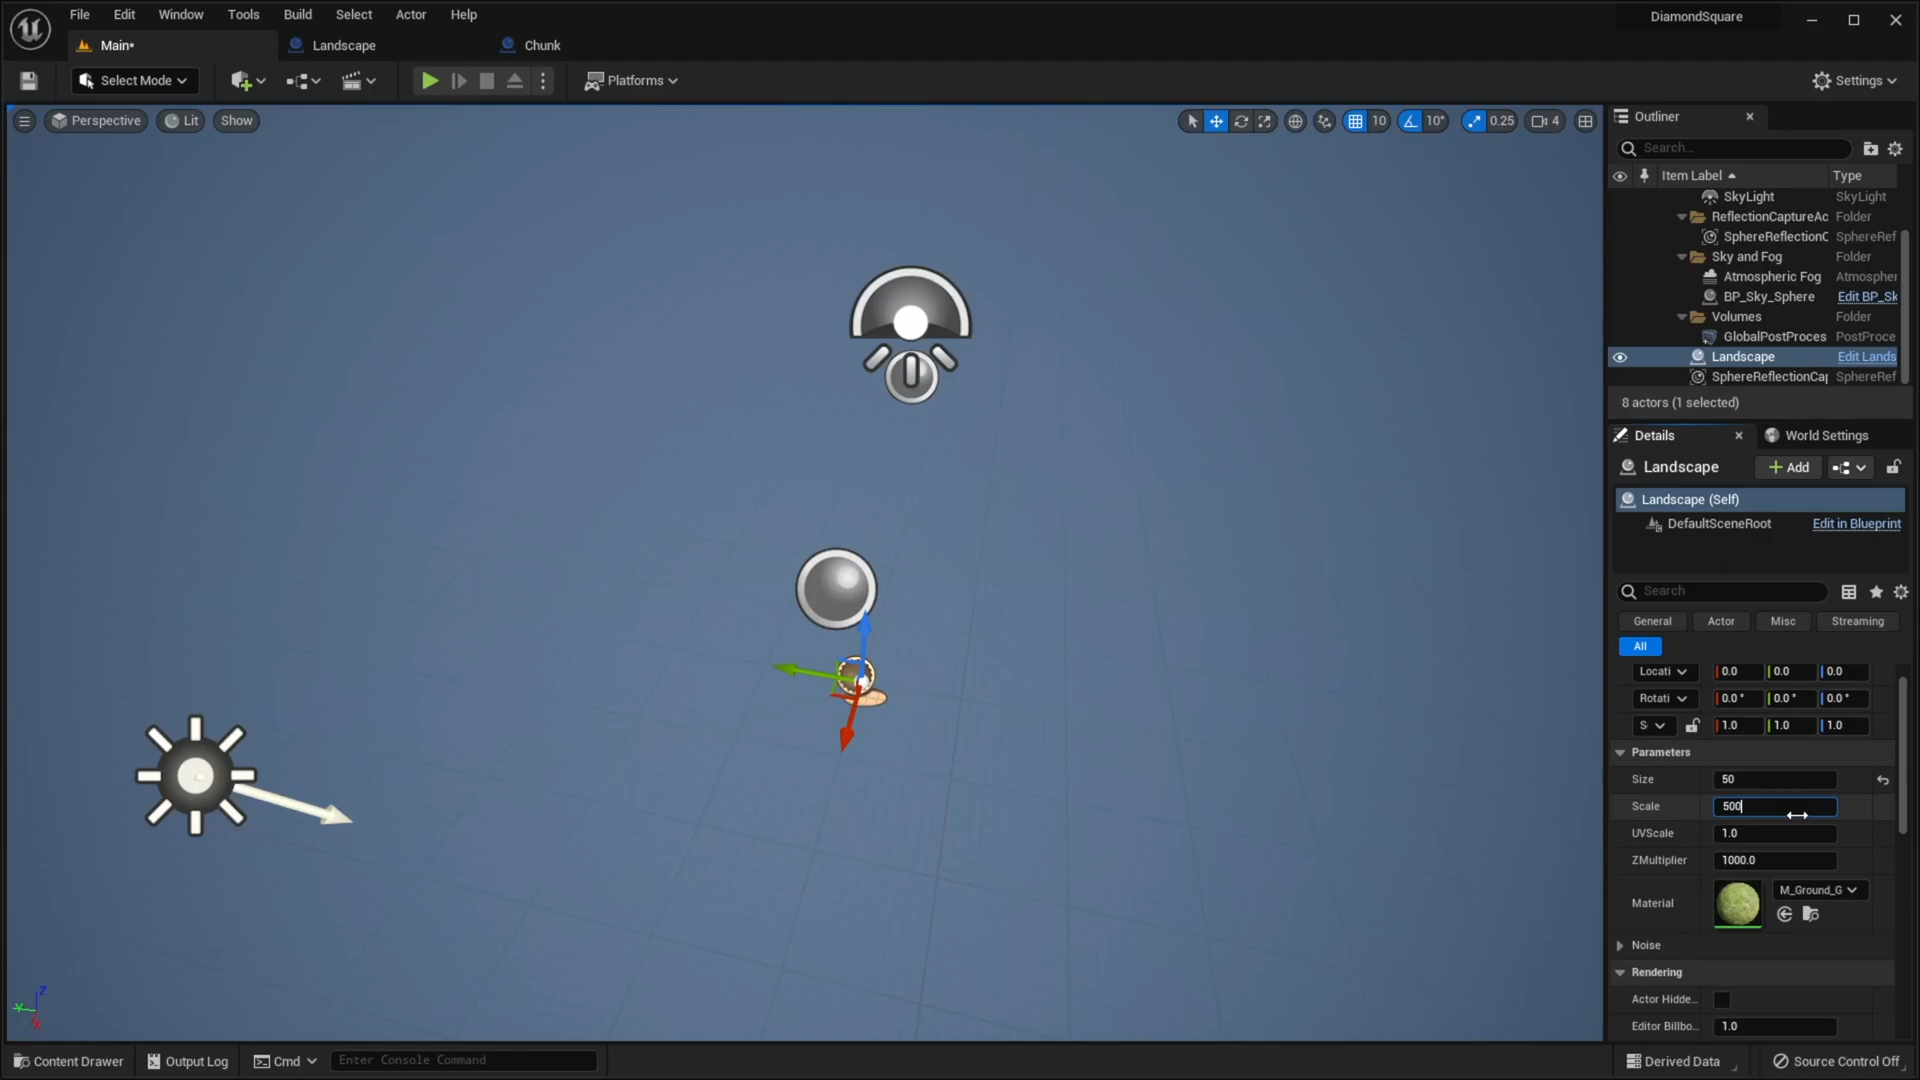 File Edit Window Tools Build Select Actor Help
DiamondSquare
Main* Landscape Chunk
Select Mode Platforms Settings
Perspective Lit Show
10 10° 0.25 4
Outliner
Search...
Item Label Type
SkyLight SkyLight
ReflectionCaptureAc Folder
SphereReflectionC SphereRef
Sky and Fog Folder
Atmospheric Fog Atmospher
BP_Sky_Sphere Edit BP_Sk
Volumes Folder
GlobalPostProces PostProce
Landscape Edit Lands
SphereReflectionCap SphereRef
8 actors (1 selected)
Details World Settings
Landscape Add
Landscape (Self)
DefaultSceneRoot Edit in Blueprint
Search
General Actor Misc Streaming
All
Locati 0.0 0.0 0.0
Rotati 0.0° 0.0° 0.0°
S 1.0 1.0 1.0
Parameters
Size 50
Scale 500
UVScale 1.0
ZMultiplier 1000.0
Material M_Ground_G
Noise
Rendering
Actor Hidde...
Editor Billbo... 1.0
Z
Y
X
Content Drawer Output Log Cmd Enter Console Command Derived Data Source Control Off